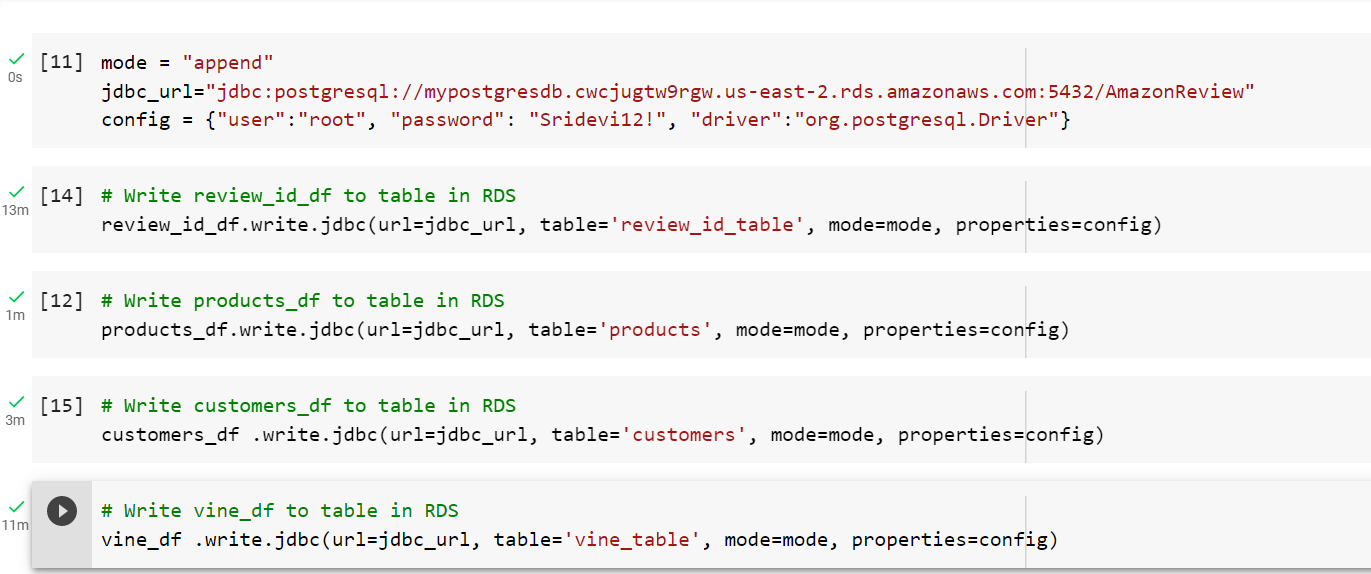 [11] mode = "append"
0s
jdbc_url="jdbc:postgresql://mypostgresdb.cwcjugtw9rgw.us-east-2.rds.amazonaws.com:5432/AmazonReview"
config = {"user":"root", "password": "Sridevi12!", "driver":"org.postgresql.Driver"}
[14] # Write review_id_df to table in RDS
13m
review_id_df.write.jdbc(url=jdbc_url, table='review_id_table', mode=mode, properties=config)
[12] # Write products_df to table in RDS
1m
products_df.write.jdbc(url=jdbc_url, table='products', mode=mode, properties=config)
[15] # Write customers_df to table in RDS
3m
customers_df .write.jdbc(url=jdbc_url, table='customers', mode=mode, properties=config)
# Write vine_df to table in RDS
11m
vine_df .write.jdbc(url=jdbc_url, table='vine_table', mode=mode, properties=config)